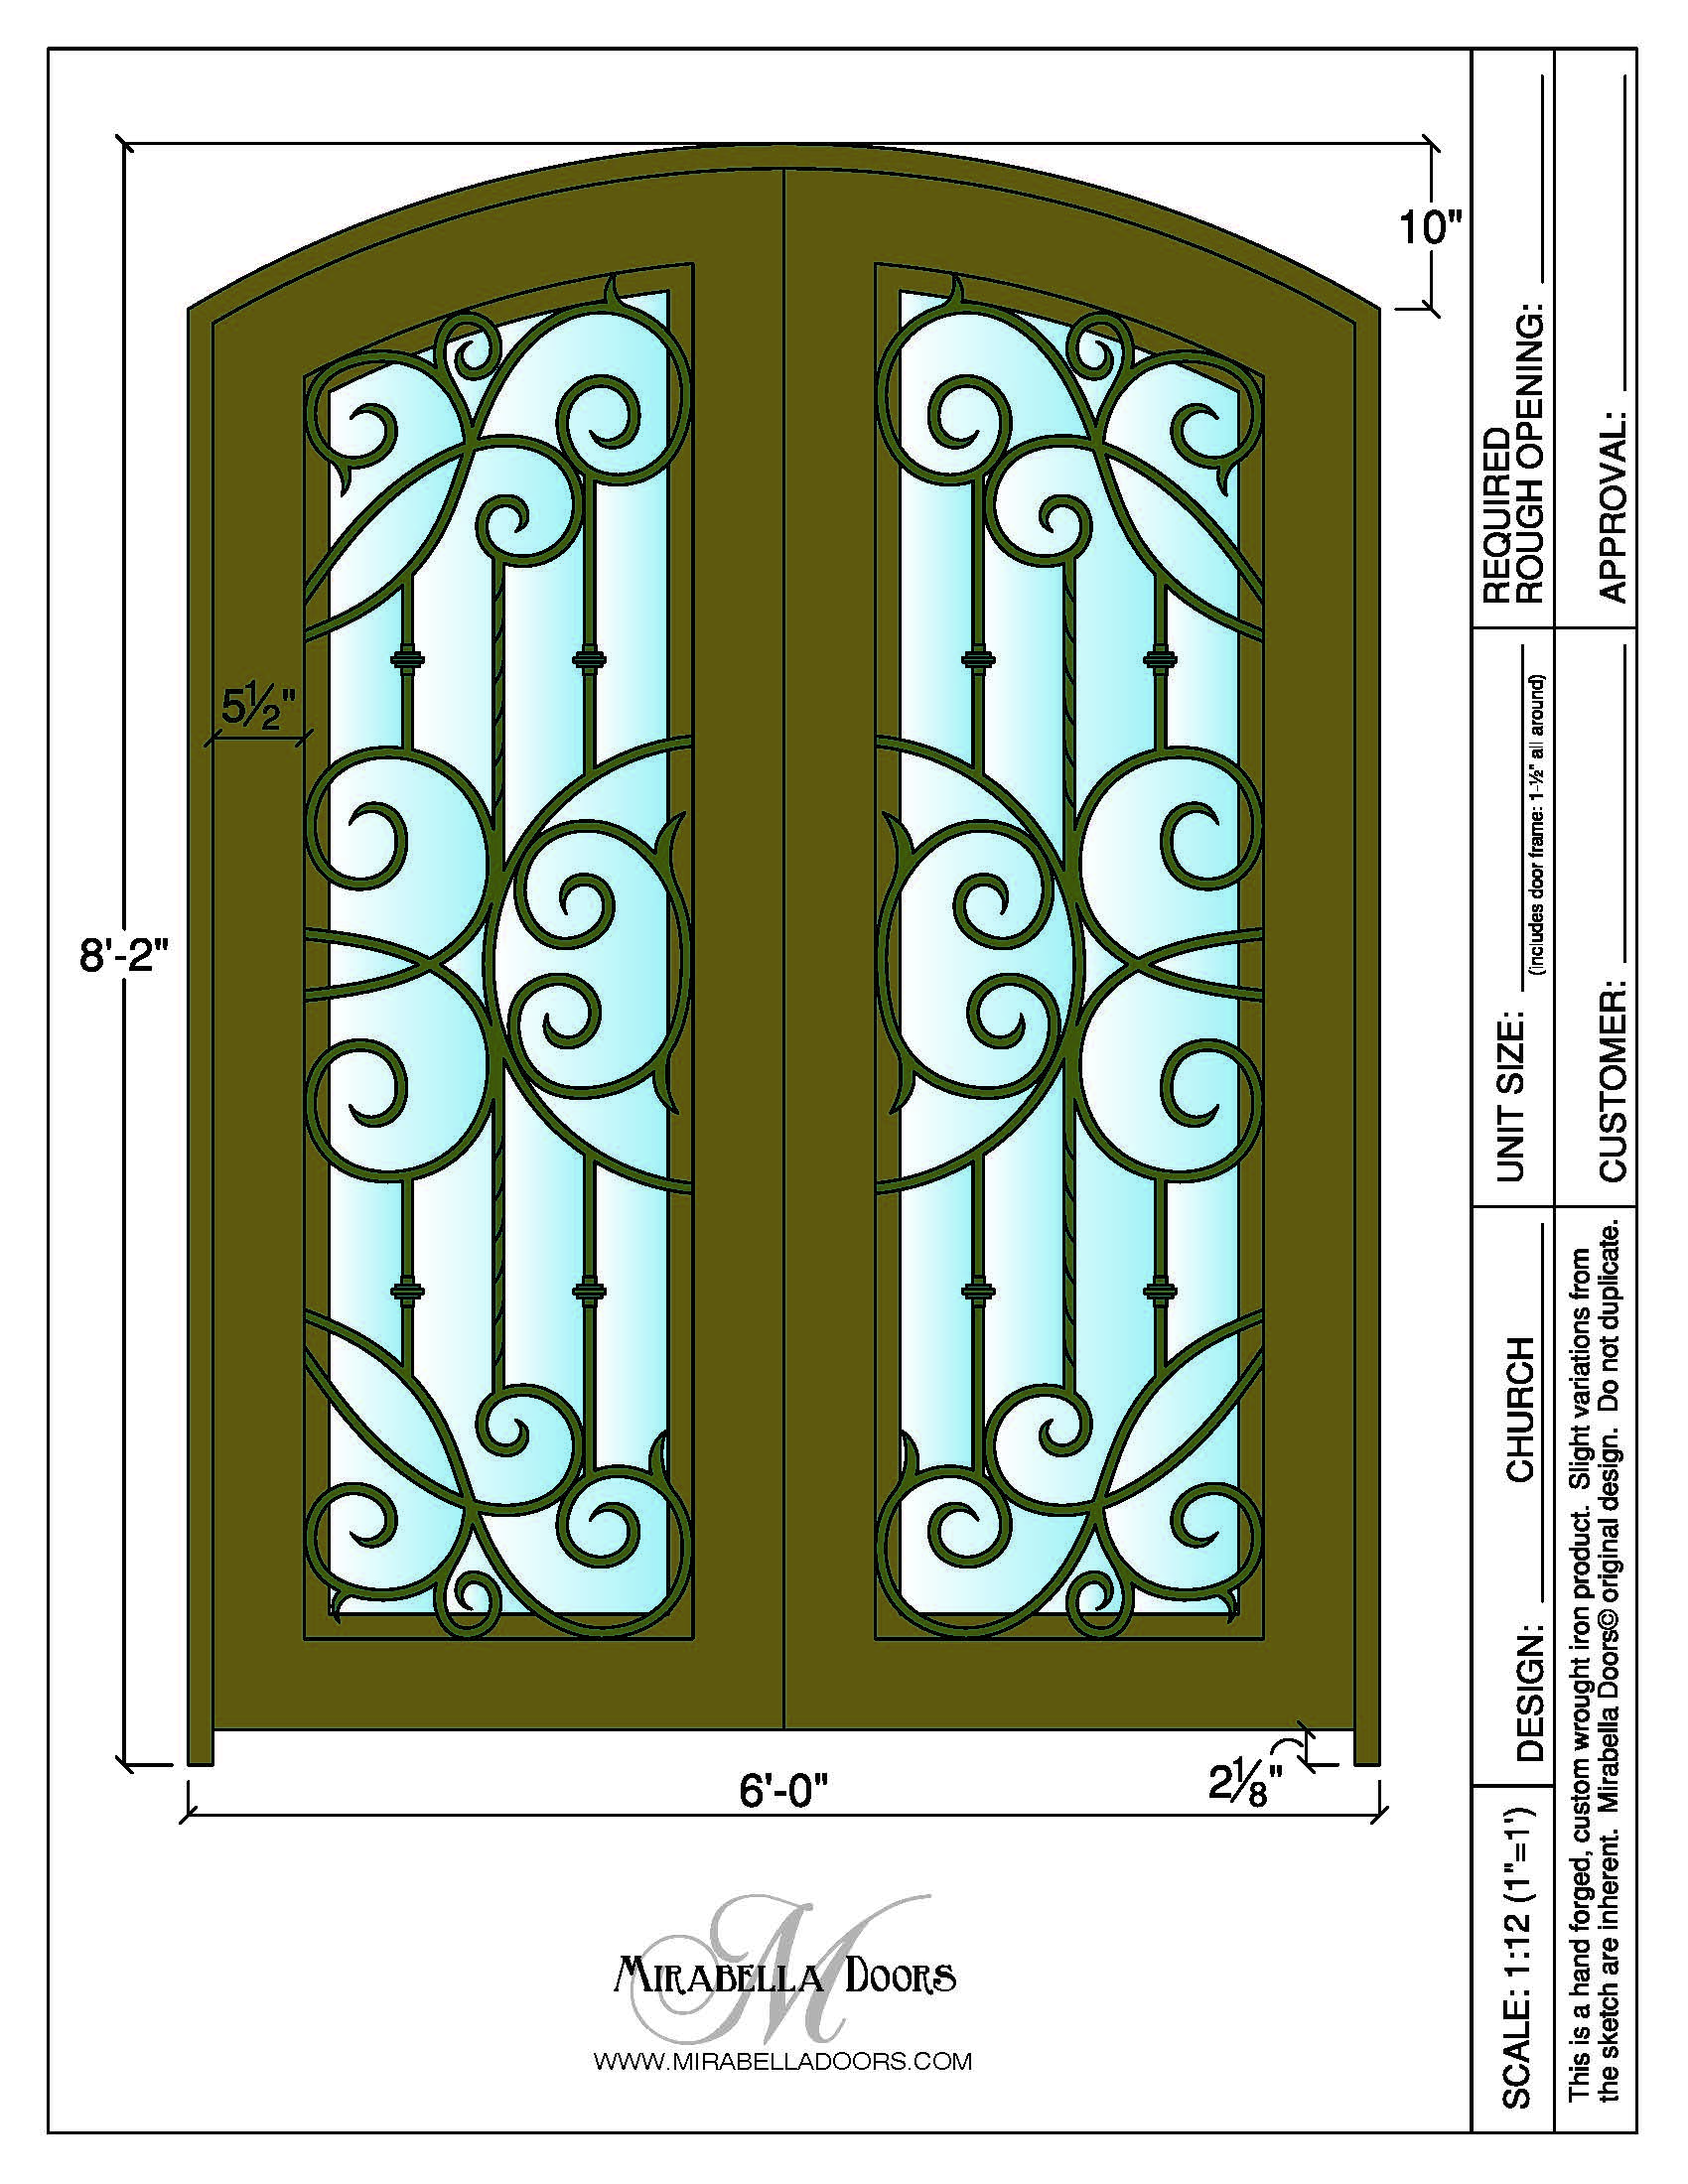 10"
5½"
8'-2"
6'-0"
2⅛"
MIRABELLA DOORS
WWW.MIRABELLADOORS.COM
SCALE: 1:12 (1"=1')
DESIGN: CHURCH
UNIT SIZE:
(includes door frame: 1-½" all around)
REQUIRED
ROUGH OPENING:
This is a hand forged, custom wrought iron product. Slight variations from
the sketch are inherent. Mirabella Doors© original design. Do not duplicate.
CUSTOMER:
APPROVAL: